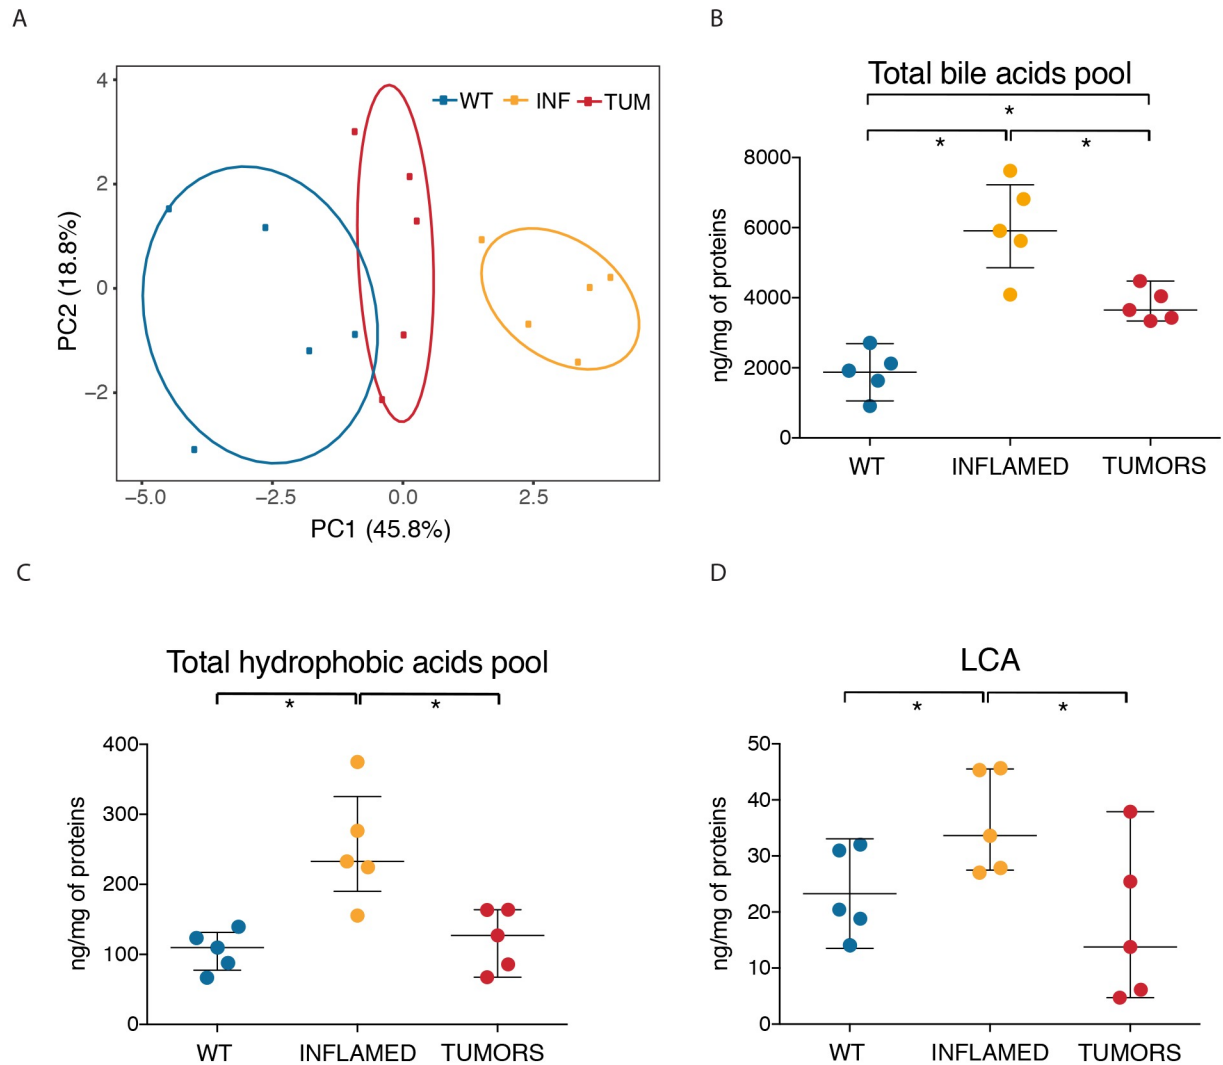 A
WT INF TUM
PC2 (18.8%)
4
2
0
−2
−5.0 −2.5 0.0 2.5
PC1 (45.8%)
B
Total bile acids pool
*
* *
ng/mg of proteins
8000
6000
4000
2000
0
WT INFLAMED TUMORS
C
Total hydrophobic acids pool
* *
ng/mg of proteins
400
300
200
100
0
WT INFLAMED TUMORS
D
LCA
* *
ng/mg of proteins
50
40
30
20
10
0
WT INFLAMED TUMORS